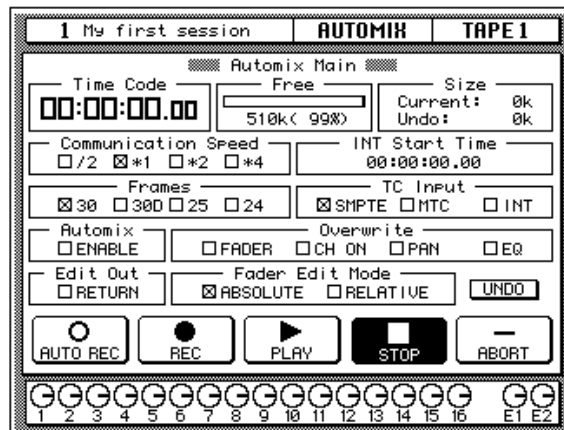 1 My first session AUTOMIX TAPE1
Automix Main
Time Code Free Size
00:00:00.00 510k( 99%) Current: 0k
Undo: 0k
Communication Speed INT Start Time
/2 *1 *2 *4 00:00:00.00
Frames TC Input
30 30D 25 24 SMPTE MTC INT
Automix Overwrite
ENABLE FADER CH ON PAN EQ
Edit Out Fader Edit Mode
RETURN ABSOLUTE RELATIVE UNDO
AUTO REC REC PLAY STOP ABORT
1 2 3 4 5 6 7 8 9 10 11 12 13 14 15 16 E1 E2